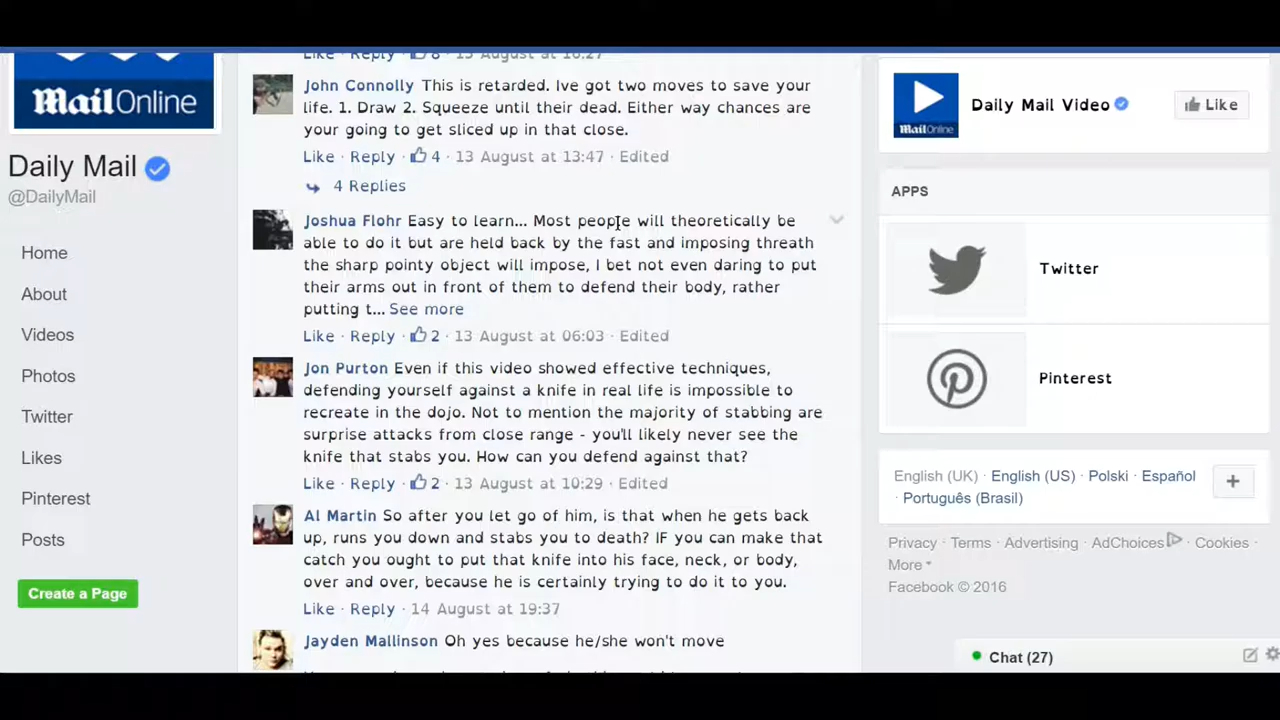 Like · Reply · 8 · 13 August at 16:27
MailOnline
Daily Mail
@DailyMail
Home
About
Videos
Photos
Twitter
Likes
Pinterest
Posts
Create a Page
John Connolly This is retarded. Ive got two moves to save your
life. 1. Draw 2. Squeeze until their dead. Either way chances are
your going to get sliced up in that close.
Like · Reply · 4 · 13 August at 13:47 · Edited
4 Replies
Joshua Flohr Easy to learn... Most people will theoretically be
able to do it but are held back by the fast and imposing threath
the sharp pointy object will impose, I bet not even daring to put
their arms out in front of them to defend their body, rather
putting t... See more
Like · Reply · 2 · 13 August at 06:03 · Edited
Jon Purton Even if this video showed effective techniques,
defending yourself against a knife in real life is impossible to
recreate in the dojo. Not to mention the majority of stabbing are
surprise attacks from close range - you'll likely never see the
knife that stabs you. How can you defend against that?
Like · Reply · 2 · 13 August at 10:29 · Edited
Al Martin So after you let go of him, is that when he gets back
up, runs you down and stabs you to death? IF you can make that
catch you ought to put that knife into his face, neck, or body,
over and over, because he is certainly trying to do it to you.
Like · Reply · 14 August at 19:37
Jayden Mallinson Oh yes because he/she won't move
MailOnline
Daily Mail Video
Like
APPS
Twitter
Pinterest
English (UK) · English (US) · Polski · Español
· Português (Brasil)
+
Privacy · Terms · Advertising · AdChoices · Cookies ·
More
Facebook © 2016
Chat (27)